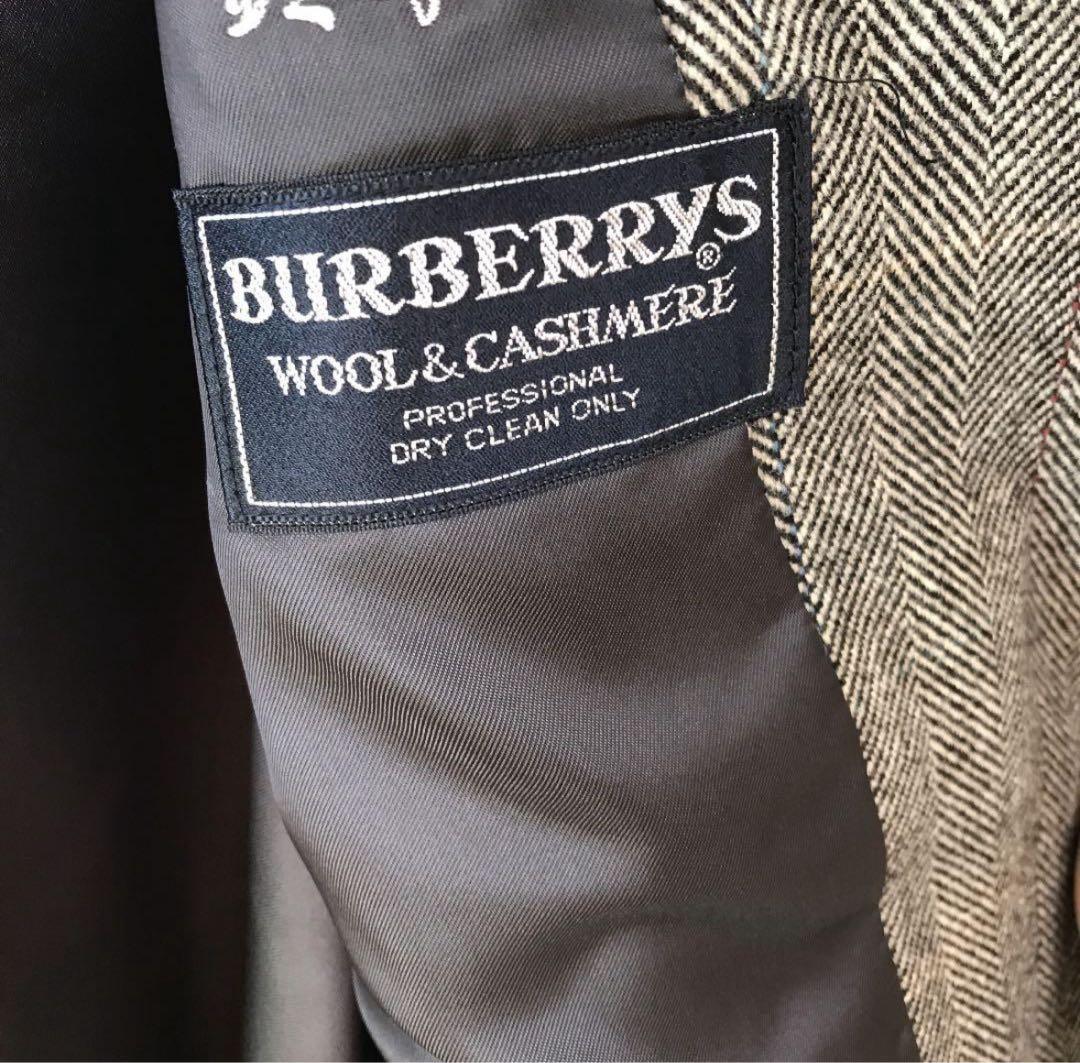 BURBERRYS®
WOOL & CASHMERE
PROFESSIONAL
DRY CLEAN ONLY